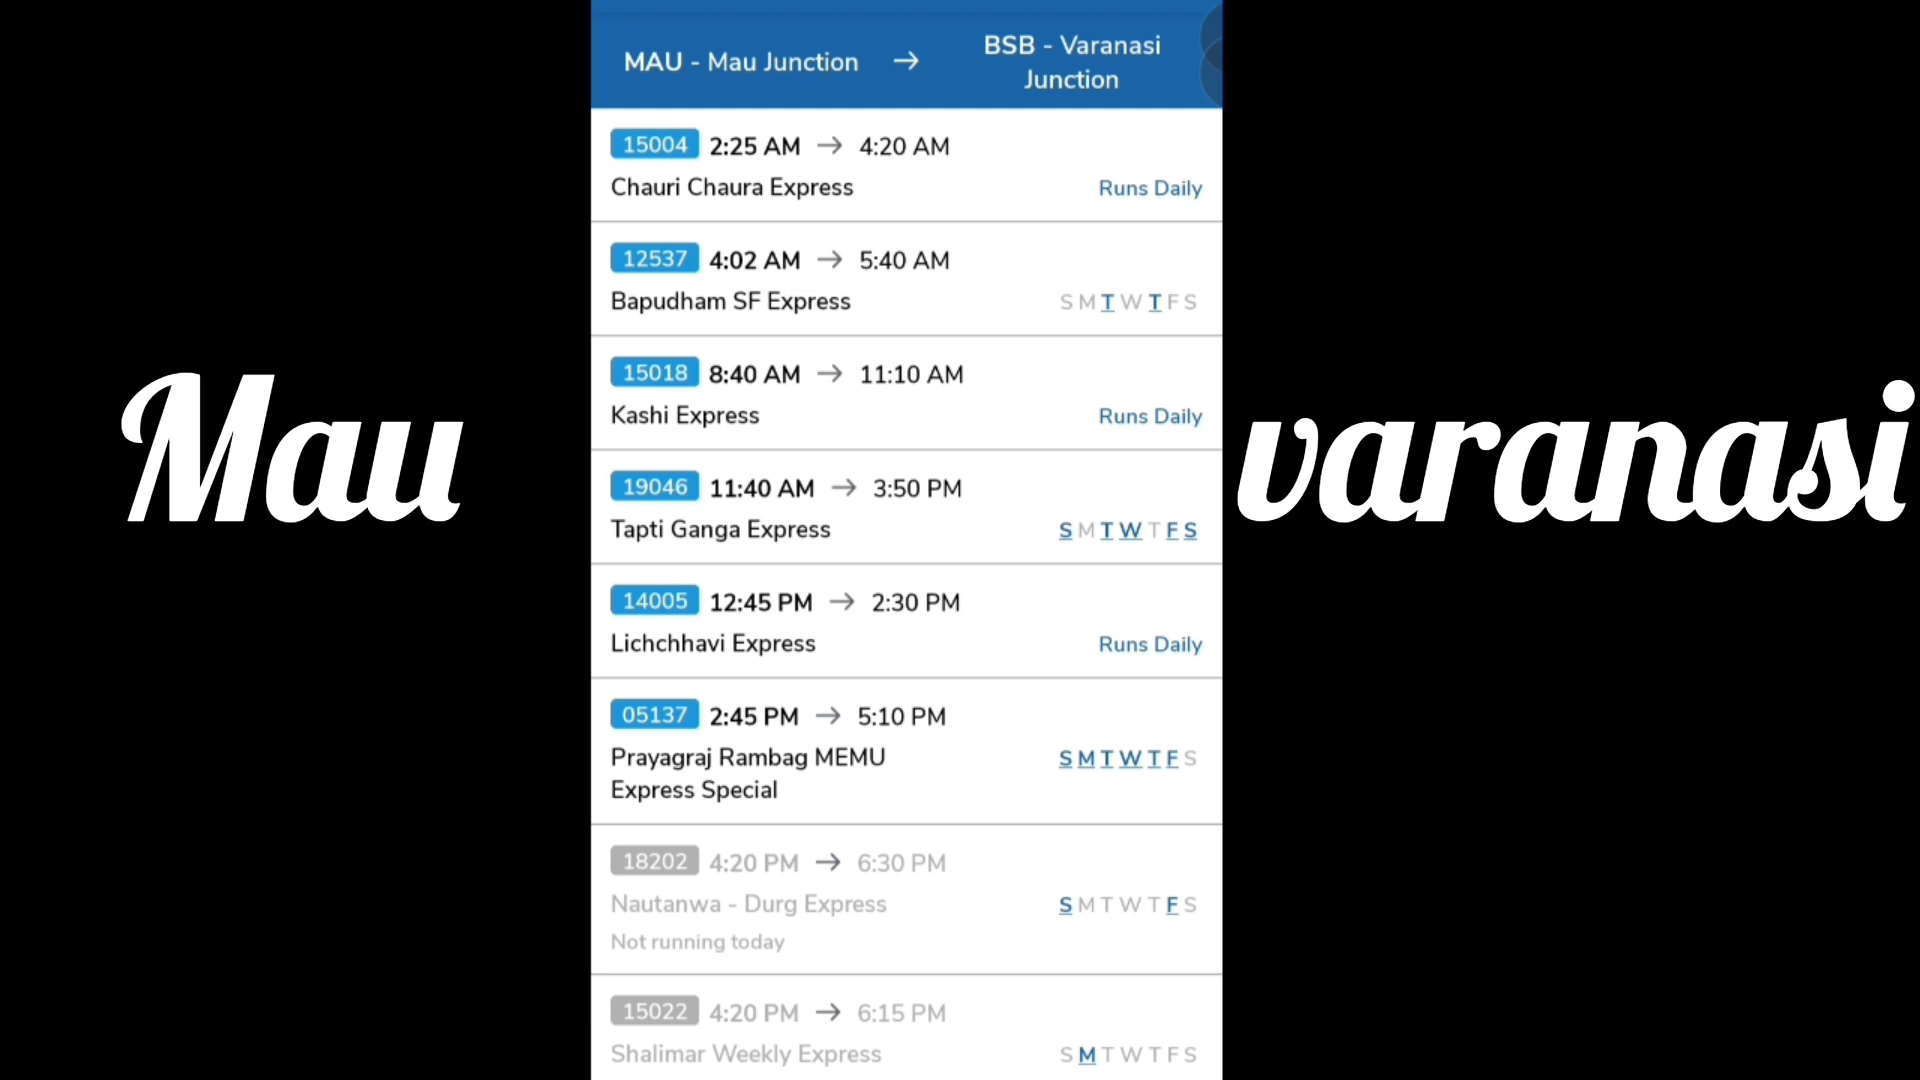 MAU - Mau Junction → BSB - Varanasi Junction
15004 2:25 AM → 4:20 AM
Chauri Chaura Express Runs Daily
12537 4:02 AM → 5:40 AM
Bapudham SF Express S M T W T F S
15018 8:40 AM → 11:10 AM
Kashi Express Runs Daily
Mau
varanasi
19046 11:40 AM → 3:50 PM
Tapti Ganga Express S M T W T F S
14005 12:45 PM → 2:30 PM
Lichchhavi Express Runs Daily
05137 2:45 PM → 5:10 PM
Prayagraj Rambag MEMU S M T W T F S
Express Special
18202 4:20 PM → 6:30 PM
Nautanwa - Durg Express S M T W T F S
Not running today
15022 4:20 PM → 6:15 PM
Shalimar Weekly Express S M T W T F S